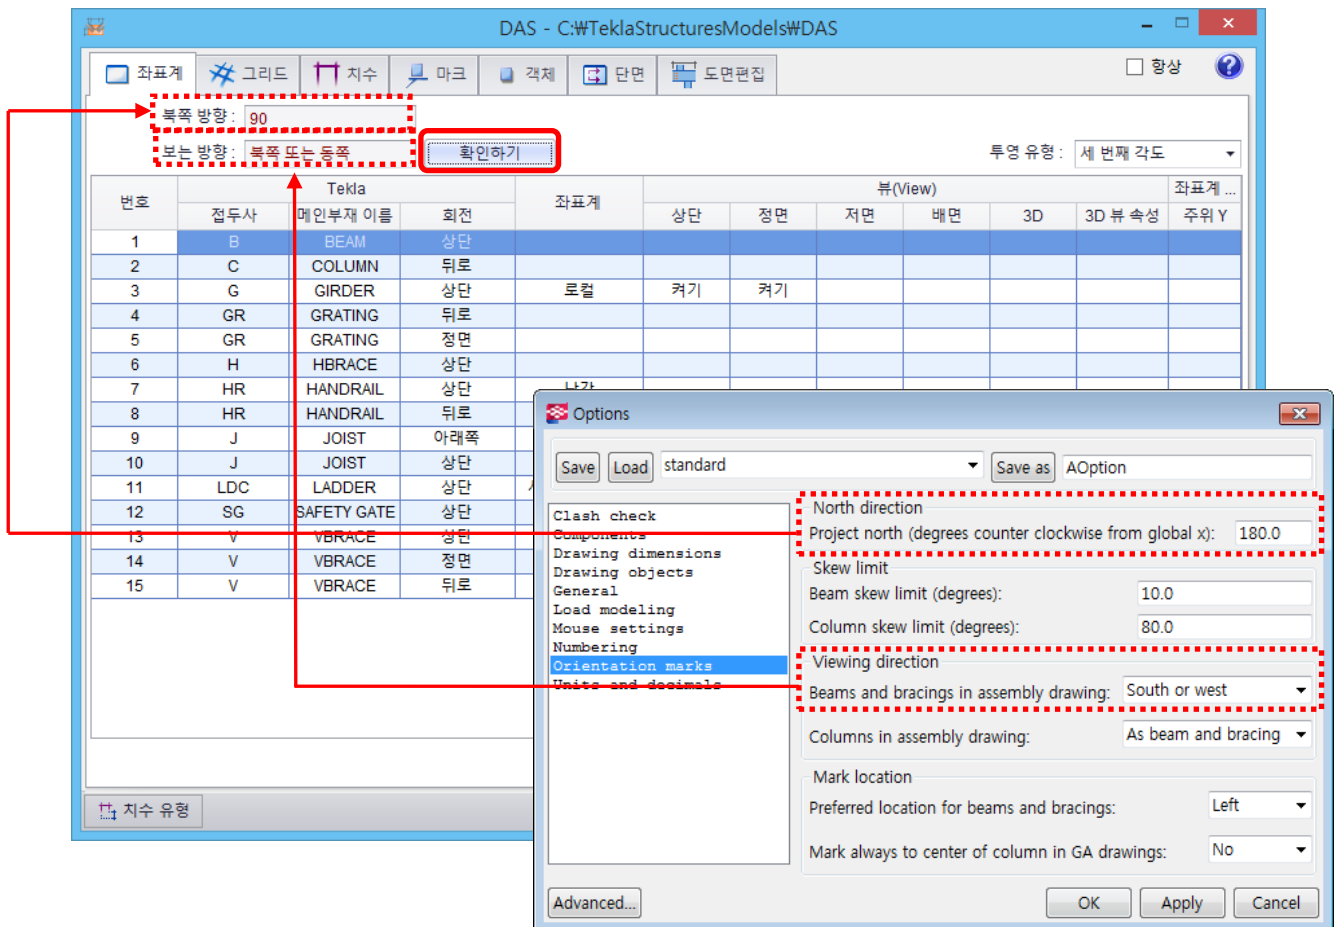 DAS - C:₩TeklaStructuresModels₩DAS
좌표계 그리드 치수 마크 객체 단면 도면편집 항상
북쪽 방향 : 90
보는 방향 : 북쪽 또는 동쪽 확인하기 투영 유형 : 세 번째 각도
번호 Tekla 좌표계 뷰(View) 좌표계 ...
접두사 메인부재 이름 회전 상단 정면 저면 배면 3D 3D 뷰 속성 주위 Y
1 B BEAM 상단
2 C COLUMN 뒤로
3 G GIRDER 상단 로컬 켜기 켜기
4 GR GRATING 뒤로
5 GR GRATING 정면
6 H HBRACE 상단
7 HR HANDRAIL 상단 난간
8 HR HANDRAIL 뒤로
9 J JOIST 아래쪽
10 J JOIST 상단
11 LDC LADDER 상단
12 SG SAFETY GATE 상단
13 V VBRACE 상단
14 V VBRACE 정면
15 V VBRACE 뒤로
치수 유형
Options
Save Load standard Save as AOption
Clash check
Components
Drawing dimensions
Drawing objects
General
Load modeling
Mouse settings
Numbering
Orientation marks
Units and decimals
North direction
Project north (degrees counter clockwise from global x): 180.0
Skew limit
Beam skew limit (degrees): 10.0
Column skew limit (degrees): 80.0
Viewing direction
Beams and bracings in assembly drawing: South or west
Columns in assembly drawing: As beam and bracing
Mark location
Preferred location for beams and bracings: Left
Mark always to center of column in GA drawings: No
Advanced... OK Apply Cancel